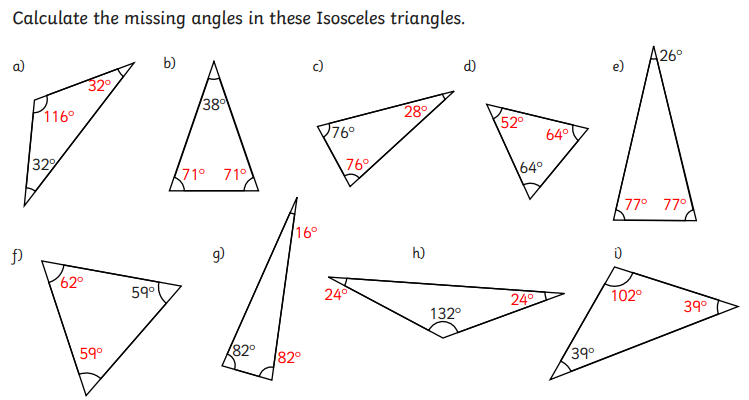 Calculate the missing angles in these Isosceles triangles.
a) 32° 116° 32°
b) 38° 71° 71°
c) 76° 28° 76°
d) 52° 64° 64°
e) 26° 77° 77°
f) 62° 59° 59°
g) 16° 82° 82°
h) 24° 132° 24°
i) 102° 39° 39°